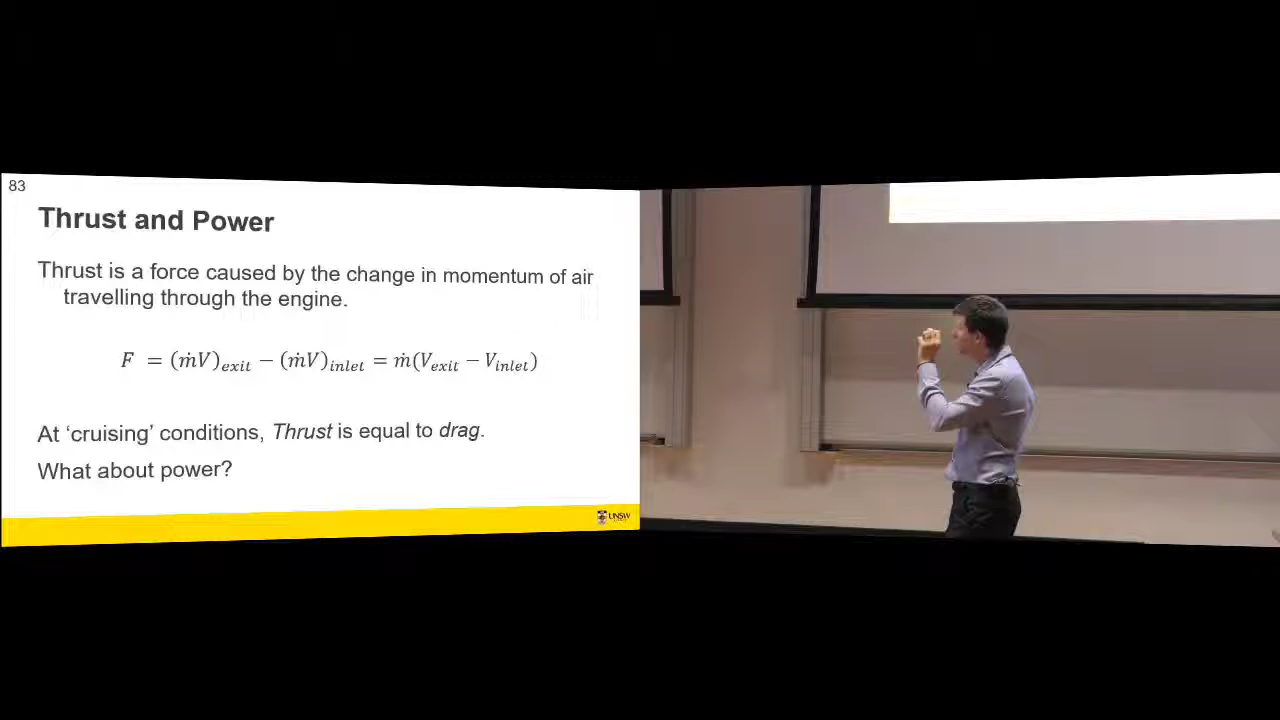 83
Thrust and Power
Thrust is a force caused by the change in momentum of air
travelling through the engine.
F = (ṁV)exit − (ṁV)inlet = ṁ(Vexit − Vinlet)
At ‘cruising’ conditions, Thrust is equal to drag.
What about power?
UNSW